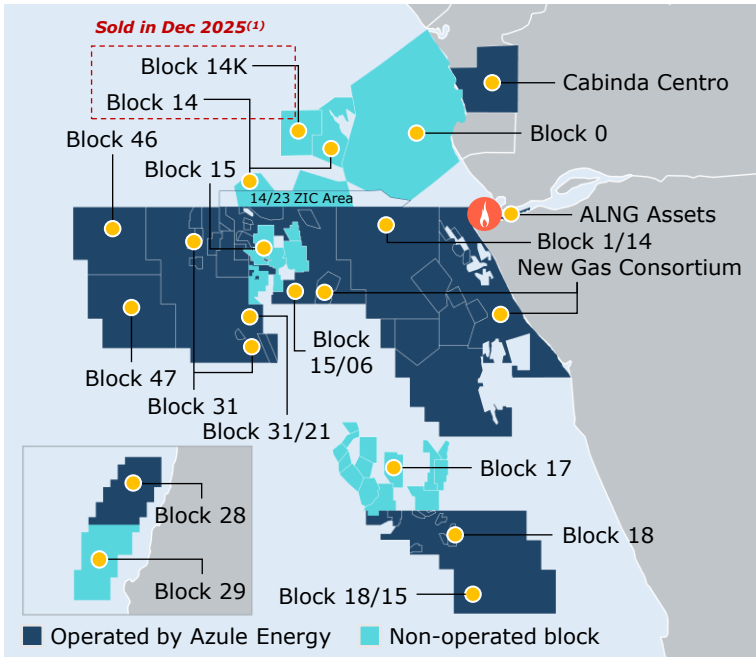 Sold in Dec 2025(1)
Block 14K
Block 14
Cabinda Centro
Block 0
Block 46
Block 15
14/23 ZIC Area
ALNG Assets
Block 1/14
New Gas Consortium
Block
15/06
Block 47
Block 31
Block 31/21
Block 17
Block 28
Block 18
Block 29
Block 18/15
Operated by Azule Energy
Non-operated block